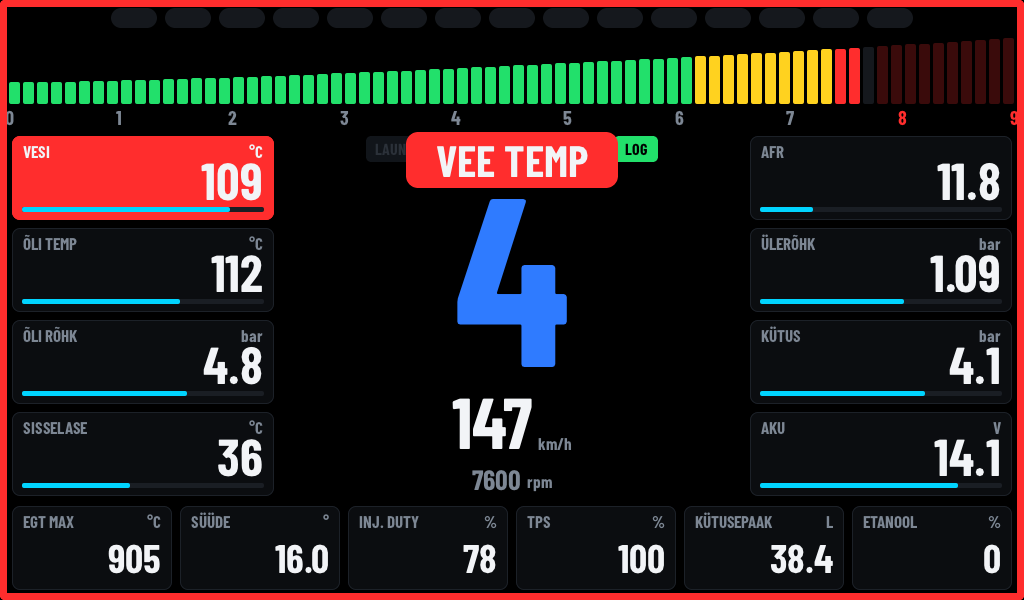 0 1 2 3 4 5 6 7 8 9
VESI °C
109
LAUN
VEE TEMP
LOG
AFR
11.8
ÕLI TEMP °C
112
4
ÜLERÕHK bar
1.09
ÕLI RÕHK bar
4.8
KÜTUS bar
4.1
SISSELASE °C
36
147 km/h
7600 rpm
AKU V
14.1
EGT MAX °C
905
SÜÜDE °
16.0
INJ. DUTY %
78
TPS %
100
KÜTUSEPAAK L
38.4
ETANOOL %
0